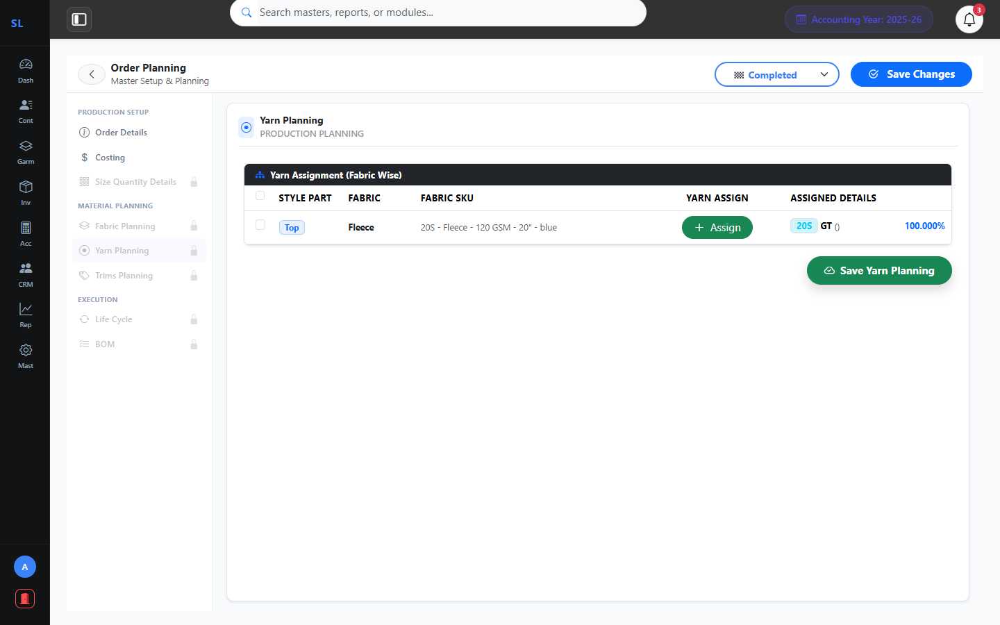 SL
Search masters, reports, or modules...
Accounting Year: 2025-26
3
Dash
Cont
Garm
Inv
Acc
CRM
Rep
Mast
A
Order Planning
Master Setup & Planning
Completed
Save Changes
PRODUCTION SETUP
Order Details
Costing
Size Quantity Details
MATERIAL PLANNING
Fabric Planning
Yarn Planning
Trims Planning
EXECUTION
Life Cycle
BOM
Yarn Planning
PRODUCTION PLANNING
Yarn Assignment (Fabric Wise)
STYLE PART FABRIC FABRIC SKU YARN ASSIGN ASSIGNED DETAILS
Top Fleece 20S - Fleece - 120 GSM - 20" - blue Assign 20S GT () 100.000%
Save Yarn Planning